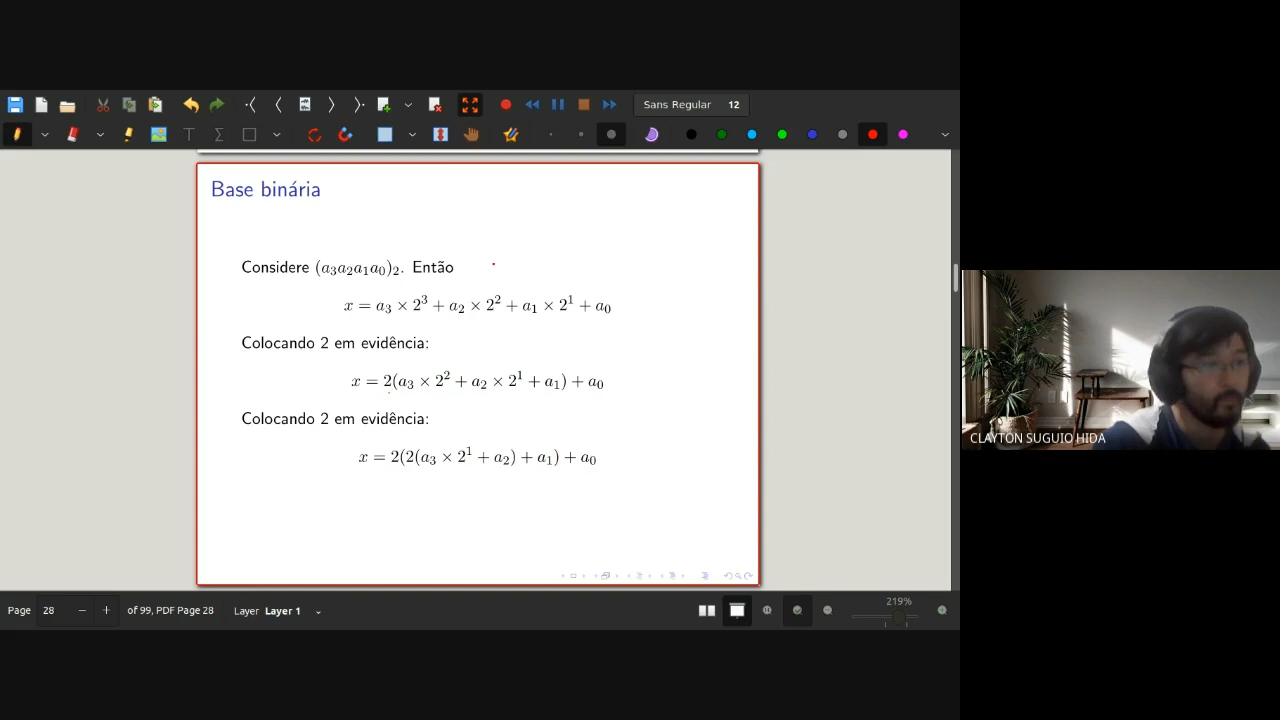 Sans Regular 12
Base binária
Considere (a₃a₂a₁a₀)₂. Então
x = a₃ × 2³ + a₂ × 2² + a₁ × 2¹ + a₀
Colocando 2 em evidência:
x = 2(a₃ × 2² + a₂ × 2¹ + a₁) + a₀
Colocando 2 em evidência:
x = 2(2(a₃ × 2¹ + a₂) + a₁) + a₀
CLAYTON SUGUIO HIDA
Page 28 of 99, PDF Page 28 Layer Layer 1 219%